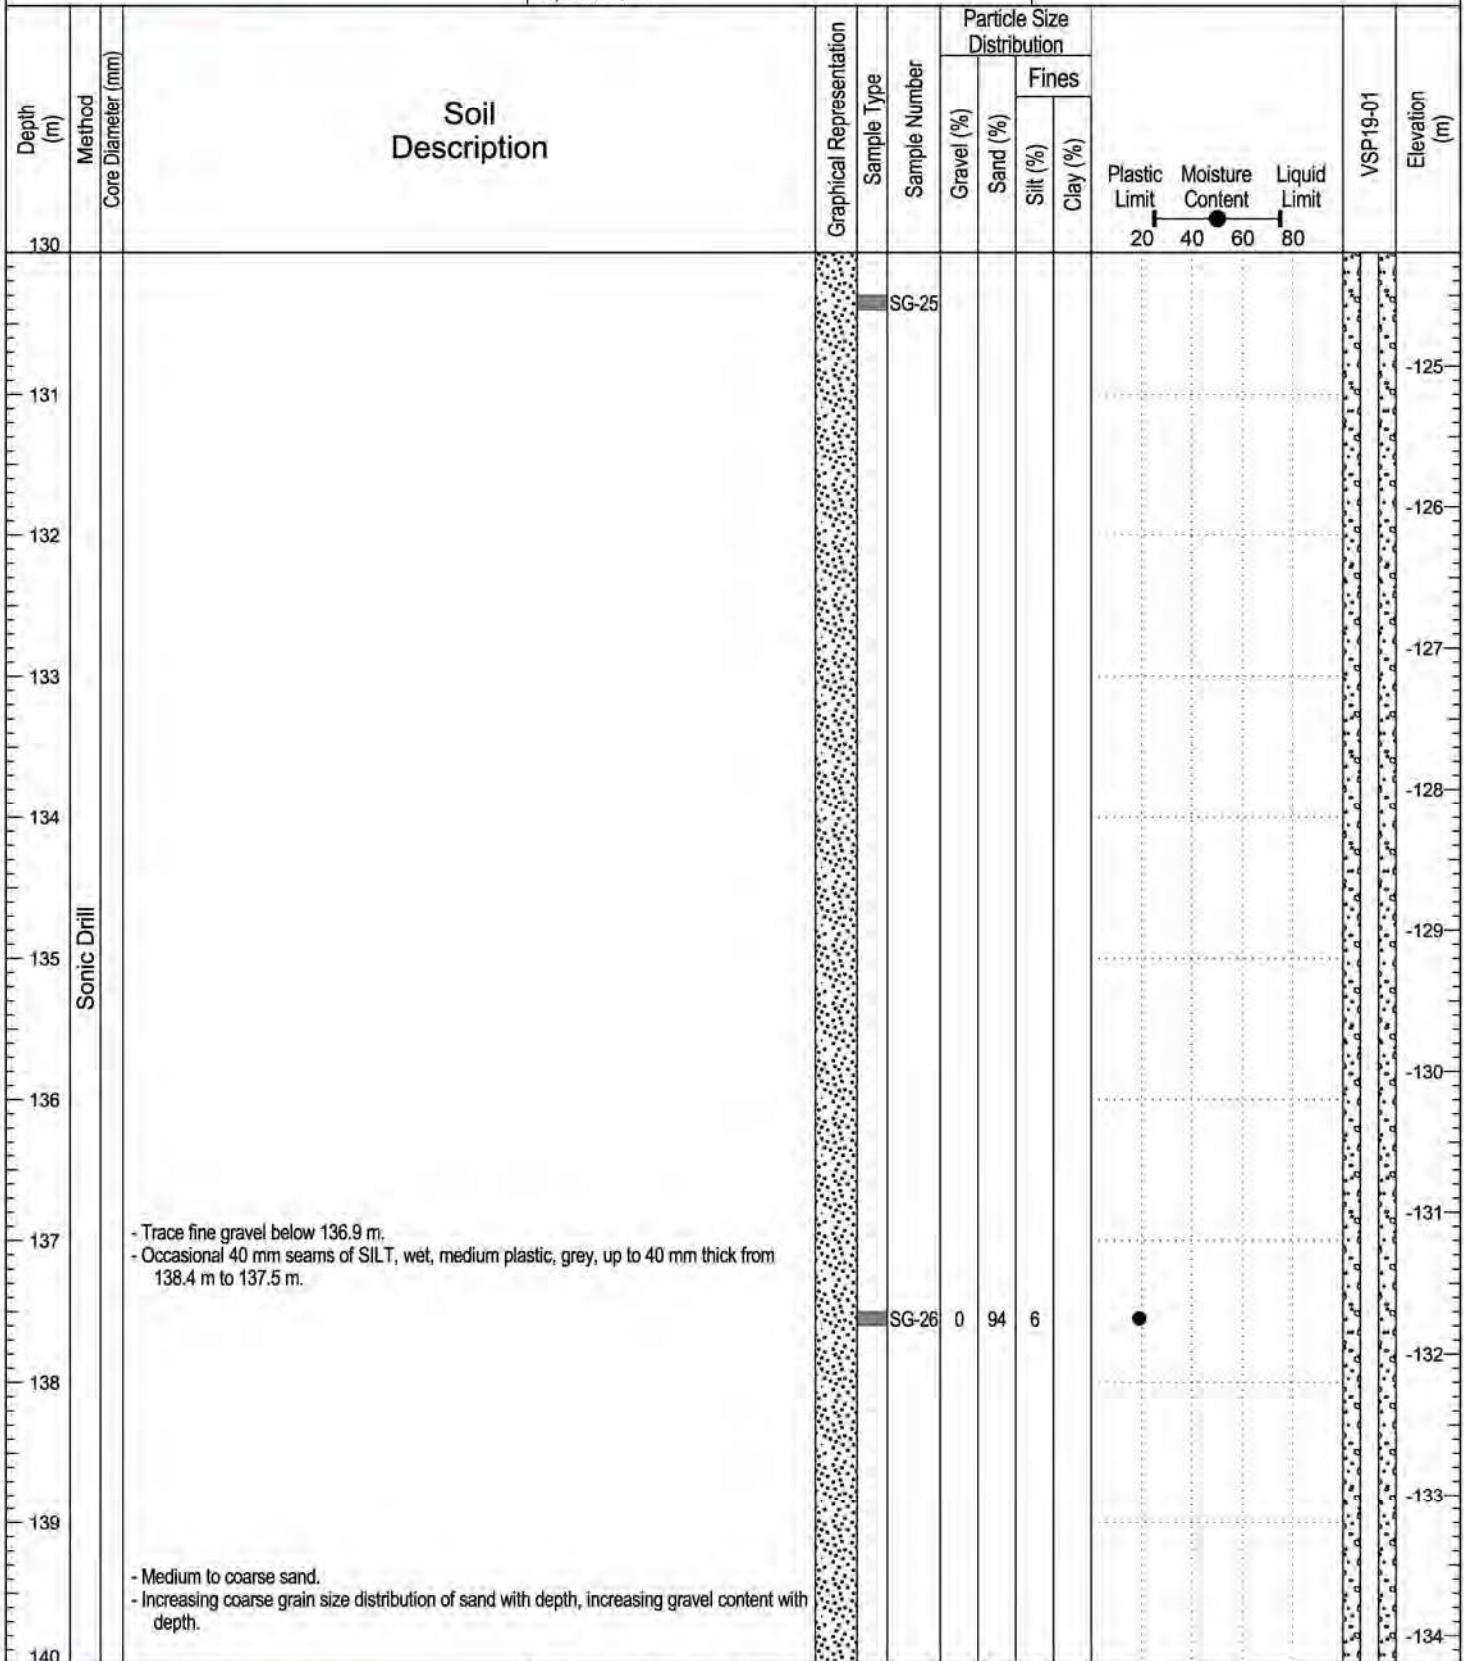 Particle Size
Distribution
Fines
Depth
(m)
Method
Core Diameter (mm)
Soil
Description
Graphical Representation
Sample Type
Sample Number
Gravel (%)
Sand (%)
Silt (%)
Clay (%)
Plastic Moisture Liquid
Limit Content Limit
20 40 60 80
VSP19-01
Elevation
(m)
130
SG-25
-125
131
-126
132
-127
133
-128
134
Sonic Drill
-129
135
-130
136
-131
- Trace fine gravel below 136.9 m.
137
- Occasional 40 mm seams of SILT, wet, medium plastic, grey, up to 40 mm thick from
138.4 m to 137.5 m.
SG-26 0 94 6
-132
138
-133
139
- Medium to coarse sand.
- Increasing coarse grain size distribution of sand with depth, increasing gravel content with
depth.
-134
140